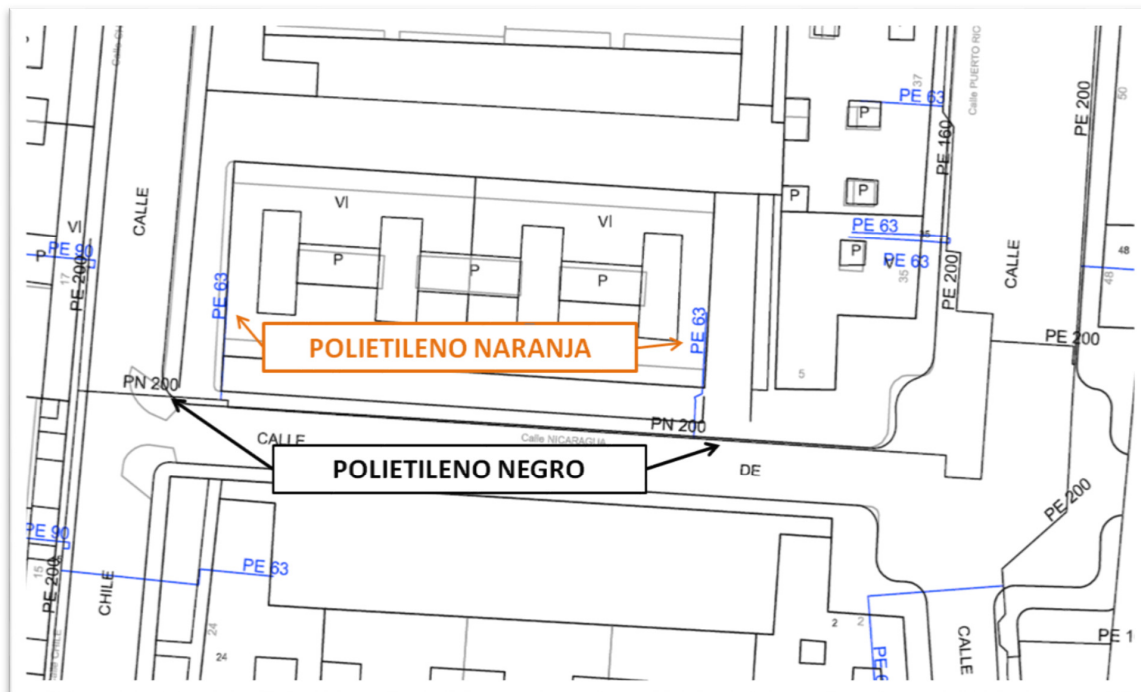 P
Calle PUERTO RIC
37
PE 63
P
PE 160
PE 200
50
CALLE
VI
VI
VI
P
P
48
PE 90
P
17
PE 200
P
P
P
PE 63
35
P
PE 63
V
35
PE 200
CALLE
48
PE 63
PE 63
POLIETILENO NARANJA
PE 200
5
PN 200
PN 200
CALLE
Calle NICARAGUA
DE
POLIETILENO NEGRO
PE 200
PE 90
PE 63
15
PE 200
CHILE
24
24
2
2
CALLE
PE 1